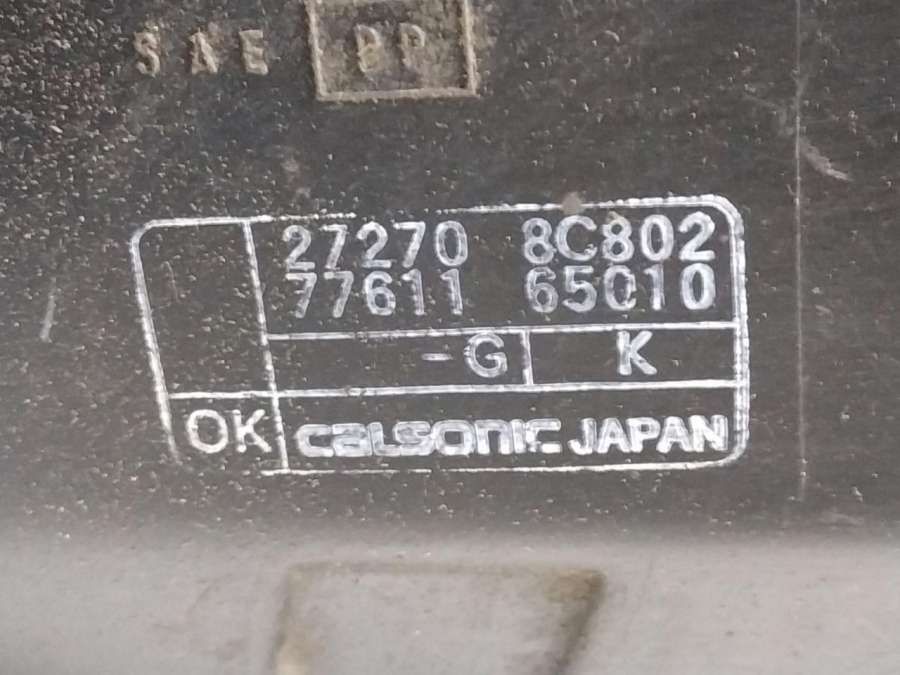 SAE PP
27270 8C802
77611 65010
-G K
OK CALSONIC JAPAN